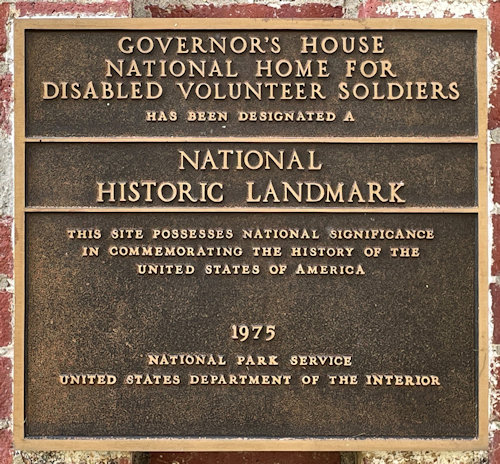 GOVERNOR'S HOUSE
NATIONAL HOME FOR
DISABLED VOLUNTEER SOLDIERS
HAS BEEN DESIGNATED A
NATIONAL
HISTORIC LANDMARK
THIS SITE POSSESSES NATIONAL SIGNIFICANCE
IN COMMEMORATING THE HISTORY OF THE
UNITED STATES OF AMERICA
1975
NATIONAL PARK SERVICE
UNITED STATES DEPARTMENT OF THE INTERIOR